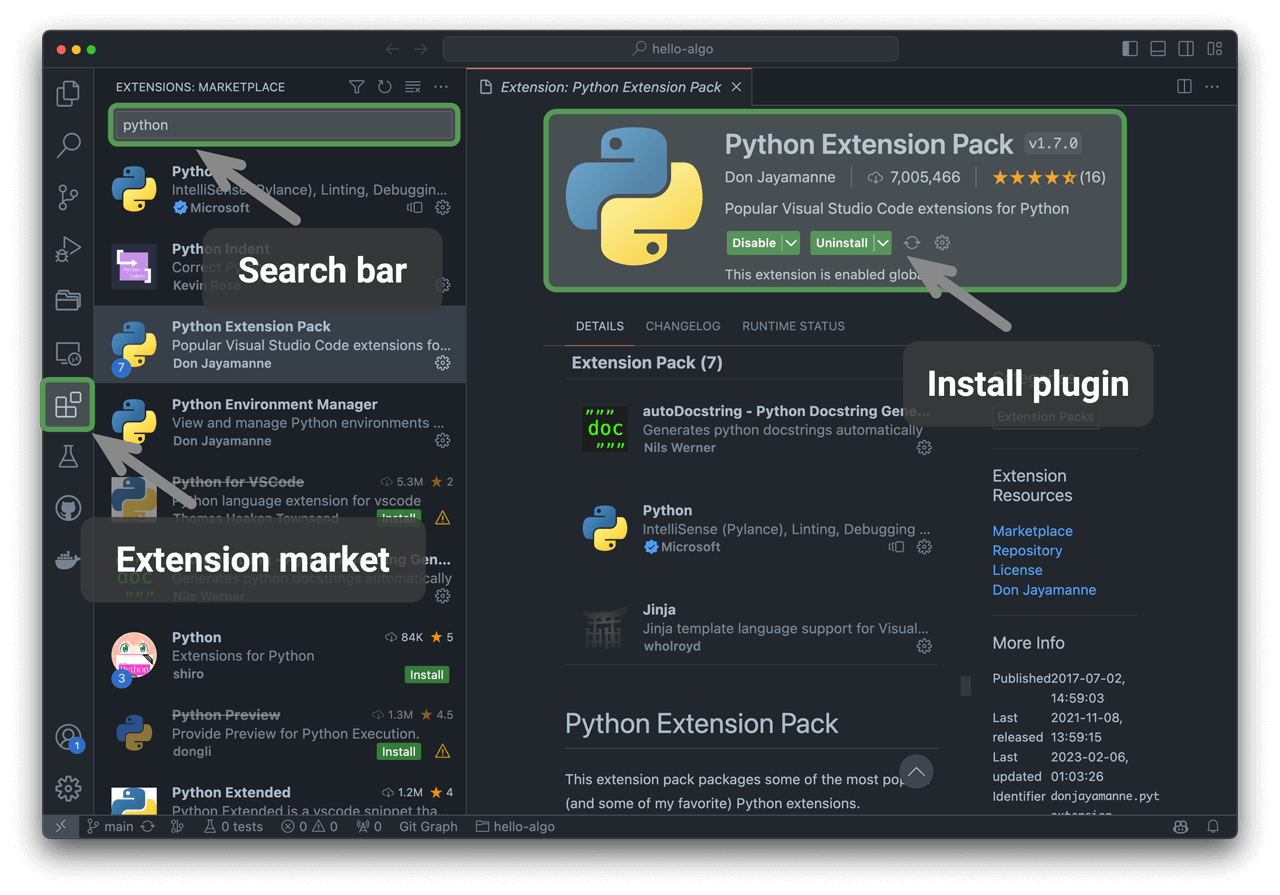 hello-algo
EXTENSIONS: MARKETPLACE
Extension: Python Extension Pack
python
Python Extension Pack v1.7.0
Don Jayamanne 7,005,466 (16)
Popular Visual Studio Code extensions for Python
Disable Uninstall
This extension is enabled globa
Pytho
IntelliSense (Pylance), Linting, Debuggin...
Microsoft
Python Indent
Correct
Kevin Rose
Search bar
Python Extension Pack
Popular Visual Studio Code extensions fo...
Don Jayamanne
7
Python Environment Manager
View and manage Python environments ...
Don Jayamanne
Python for VSCode 5.3M 2
Python language extension for vscode
Thomas Haakon Townsend Install
Extension market
doc
Gen...
Generates python docstrings automatically
Nils Werner
Python 84K 5
Extensions for Python
shiro Install
Python
3
Python Preview 1.3M 4.5
Provide Preview for Python Execution.
dongli Install
Python Extended 1.2M 4
Python Extended is a vscode snippet tha...
1
DETAILS CHANGELOG RUNTIME STATUS
Extension Pack (7)
Install plugin
Extension Packs
""" doc """
autoDocstring - Python Docstring Gene...
Generates python docstrings automatically
Nils Werner
Python
IntelliSense (Pylance), Linting, Debugging ...
Microsoft
Jinja
Jinja template language support for Visual...
wholroyd
Python Extension Pack
This extension pack packages some of the most pop
(and some of my favorite) Python extensions.
Extension
Resources
Marketplace
Repository
License
Don Jayamanne
More Info
Published 2017-07-02,
14:59:03
Last 2021-11-08,
released 13:59:15
Last 2023-02-06,
updated 01:03:26
Identifier donjayamanne.pyt
extension
main 0 tests 0 0 0 Git Graph hello-algo